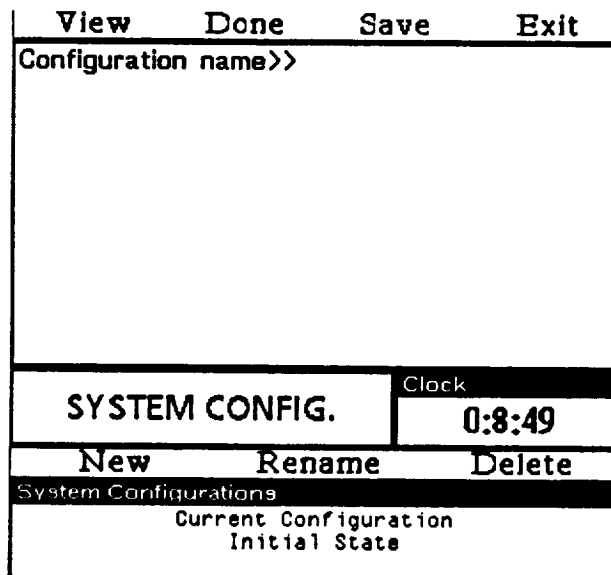 View Done Save Exit
Configuration name>>
SYSTEM CONFIG.
Clock
0:8:49
New Rename Delete
System Configurations
Current Configuration
Initial State